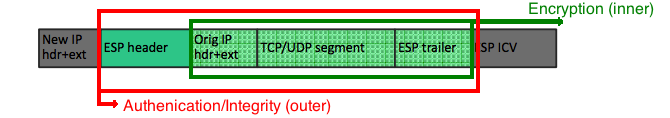 Encryption (inner)
New IP
hdr+ext
ESP header
Orig IP
hdr+ext
TCP/UDP segment
ESP trailer
ESP ICV
Authenication/Integrity (outer)